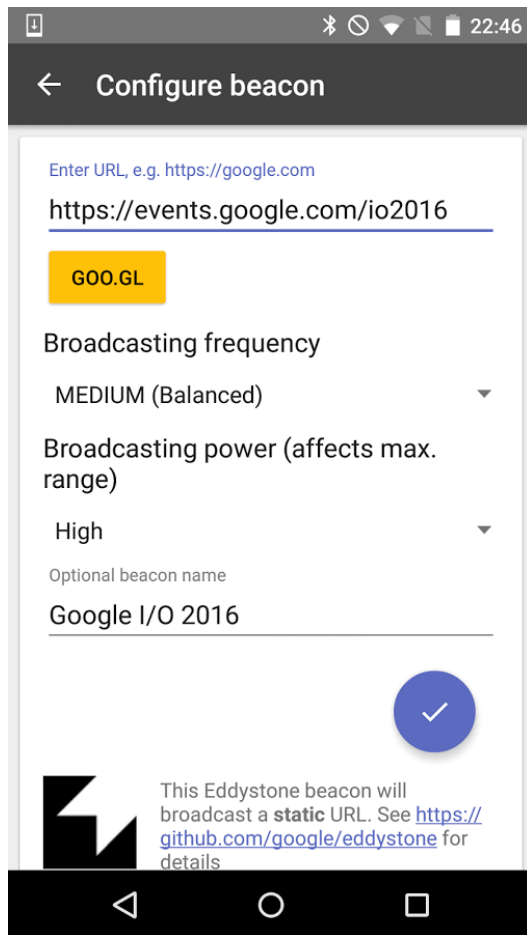 22:46
Configure beacon
Enter URL, e.g. https://google.com
https://events.google.com/io2016
GOO.GL
Broadcasting frequency
MEDIUM (Balanced)
Broadcasting power (affects max.
range)
High
Optional beacon name
Google I/O 2016
This Eddystone beacon will
broadcast a static URL. See https://
github.com/google/eddystone for
details